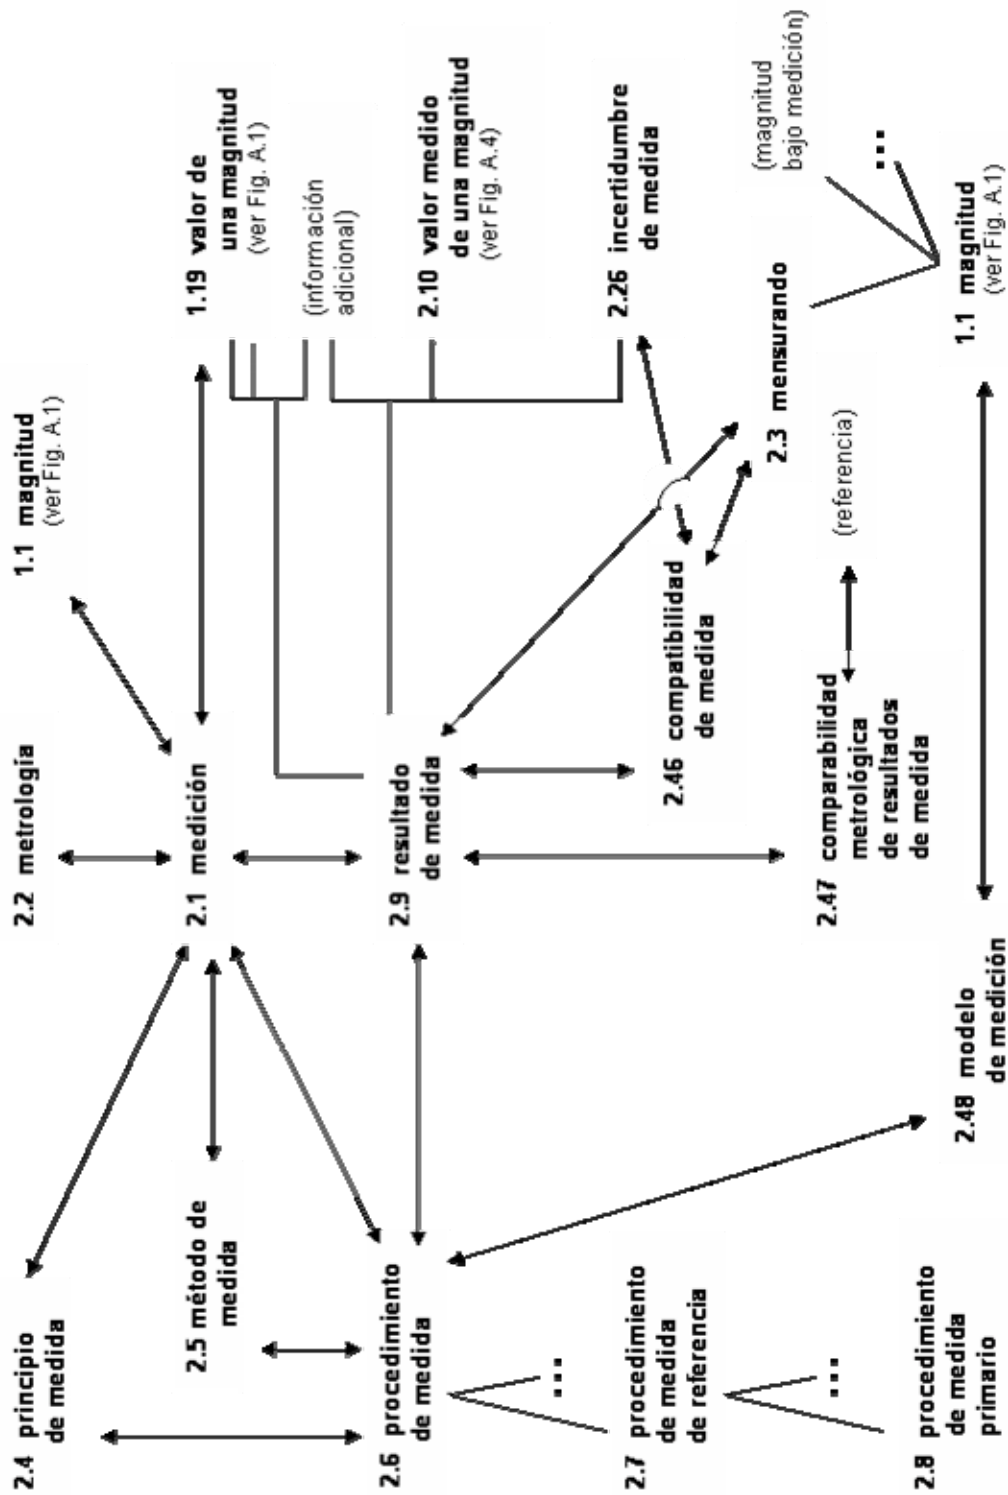 2.4 principio
de medida
2.2 metrología
1.1 magnitud
(ver Fig. A.1)
2.5 método de
medida
2.1 medición
1.19 valor de
una magnitud
(ver Fig. A.1)
(información
adicional)
2.6 procedimiento
de medida
2.9 resultado
de medida
2.10 valor medido
de una magnitud
(ver Fig. A.4)
...
2.7 procedimiento
de medida
de referencia
2.46 compatibilidad
de medida
2.26 incertidumbre
de medida
2.3 mensurando
(magnitud
bajo medición)
...
2.47 comparabilidad
metrológica
de resultados
de medida
(referencia)
...
2.8 procedimiento
de medida
primario
2.48 modelo
de medición
1.1 magnitud
(ver Fig. A.1)